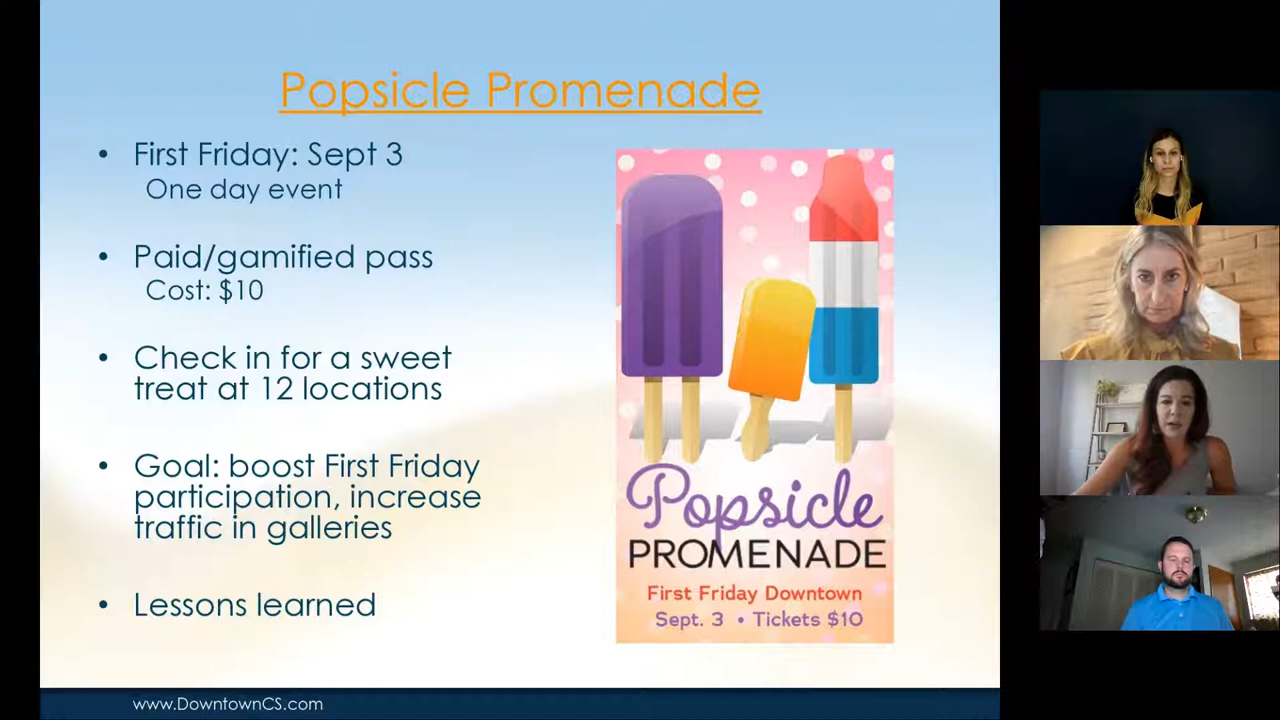 Popsicle Promenade
• First Friday: Sept 3
One day event
• Paid/gamified pass
Cost: $10
• Check in for a sweet
treat at 12 locations
• Goal: boost First Friday
participation, increase
traffic in galleries
• Lessons learned
Popsicle
PROMENADE
First Friday Downtown
Sept. 3 • Tickets $10
www.DowntownCS.com